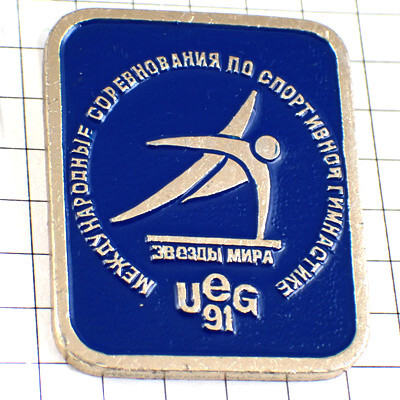 МЕЖДУНАРОДНЫЕ СОРЕВНОВАНИЯ ПО СПОРТИВНОЙ ГИМНАСТИКЕ
ЗВЕЗДЫ МИРА
UeG
91